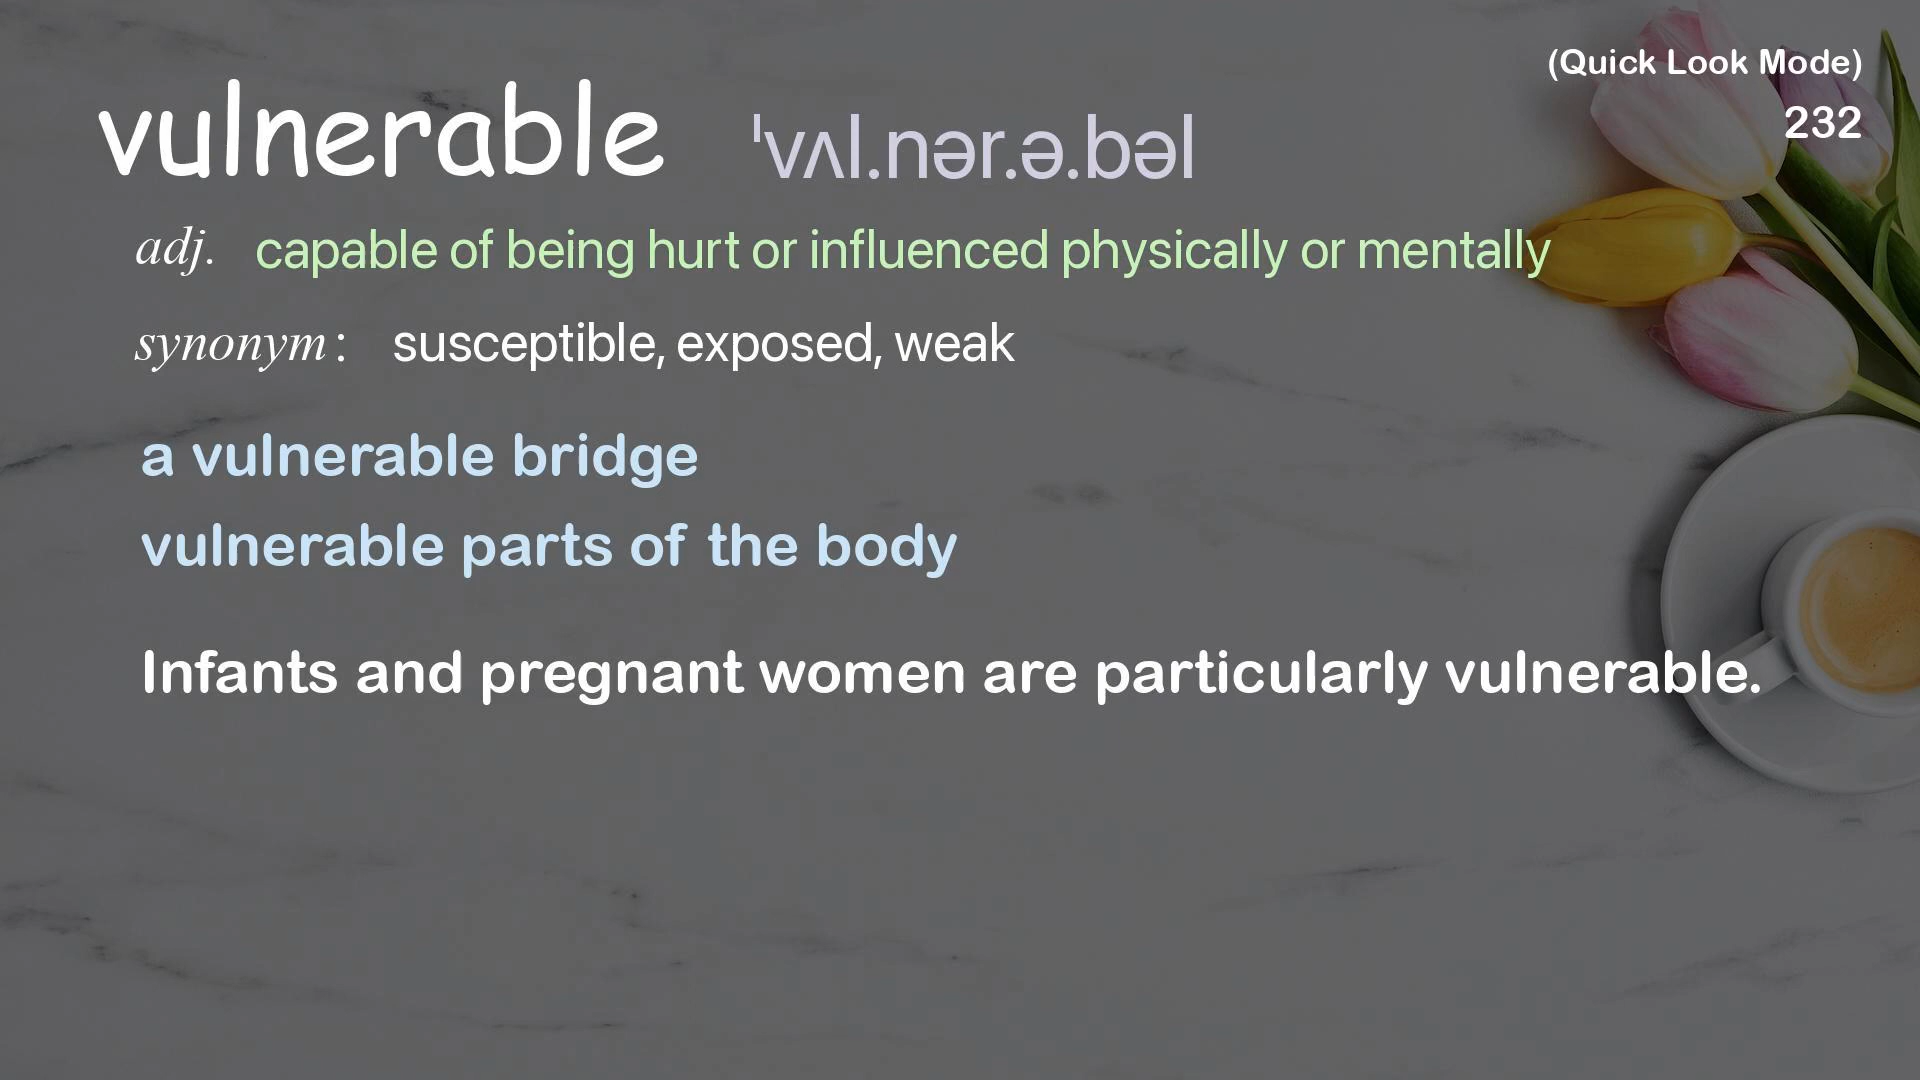 (Quick Look Mode)
232
vulnerable ˈvʌl.nər.ə.bəl
adj. capable of being hurt or influenced physically or mentally
synonym : susceptible, exposed, weak
a vulnerable bridge
vulnerable parts of the body
Infants and pregnant women are particularly vulnerable.